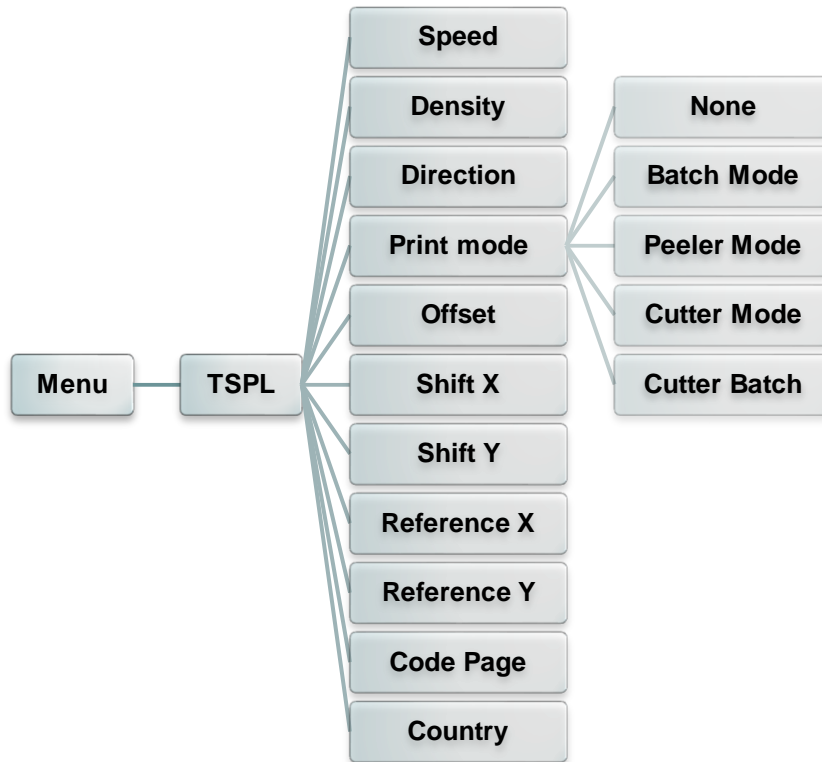 Menu
TSPL
Speed
Density
Direction
Print mode
Offset
Shift X
Shift Y
Reference X
Reference Y
Code Page
Country
None
Batch Mode
Peeler Mode
Cutter Mode
Cutter Batch